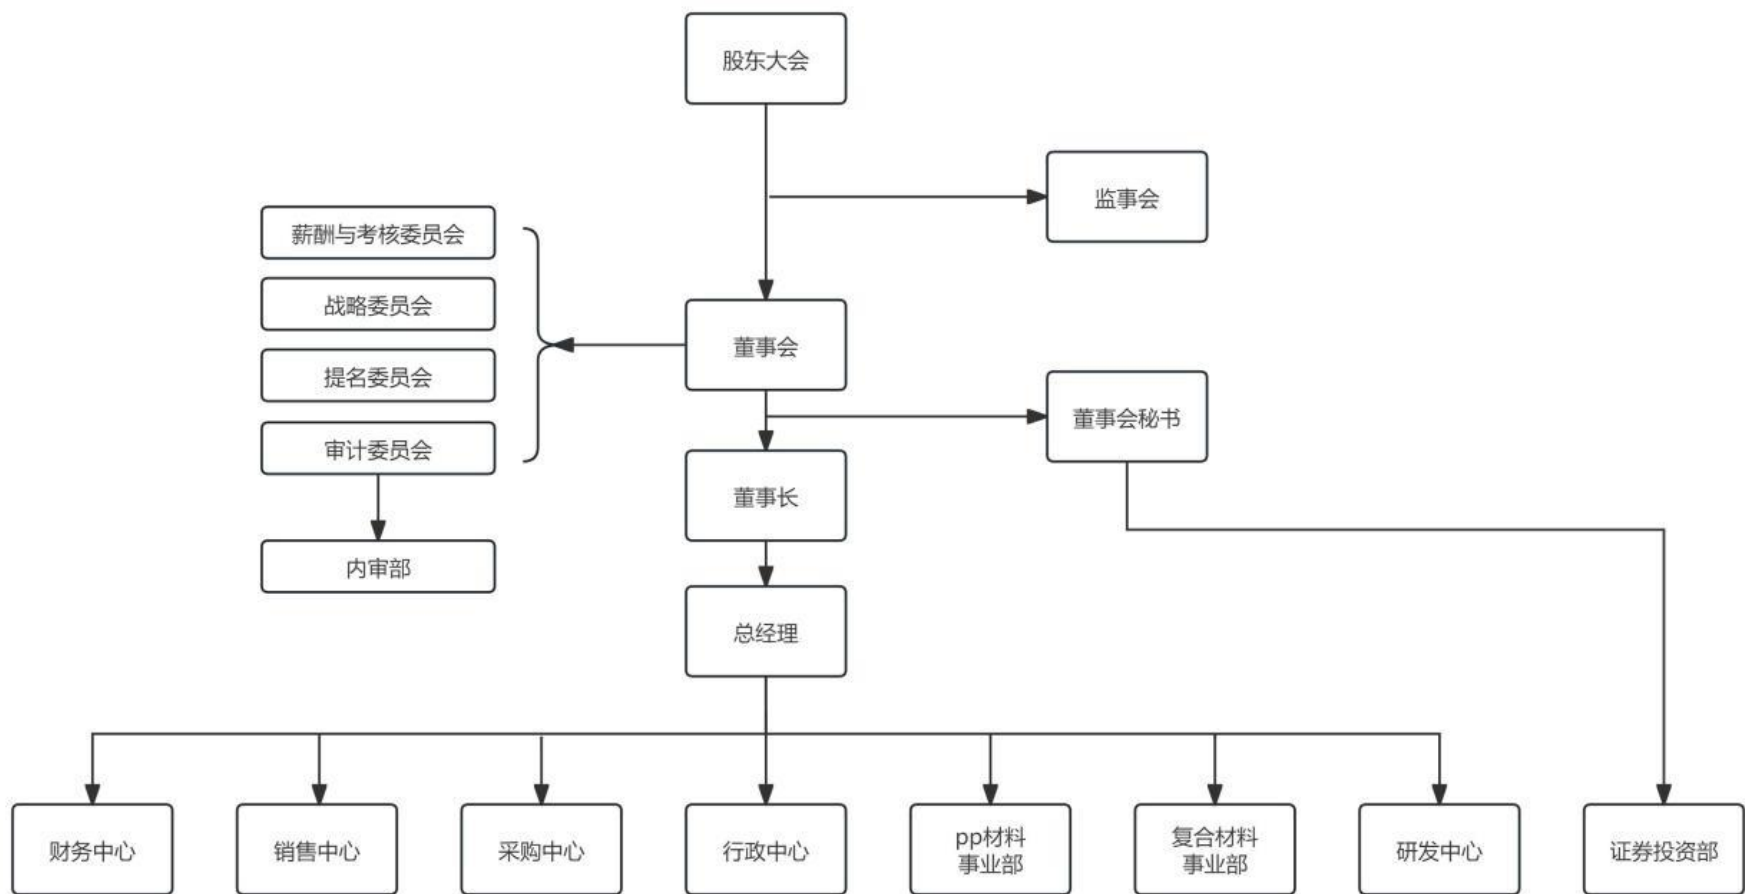 股东大会
监事会
薪酬与考核委员会
战略委员会
董事会
提名委员会
董事会秘书
审计委员会
董事长
内审部
总经理
财务中心
销售中心
采购中心
行政中心
pp材料
事业部
复合材料
事业部
研发中心
证券投资部